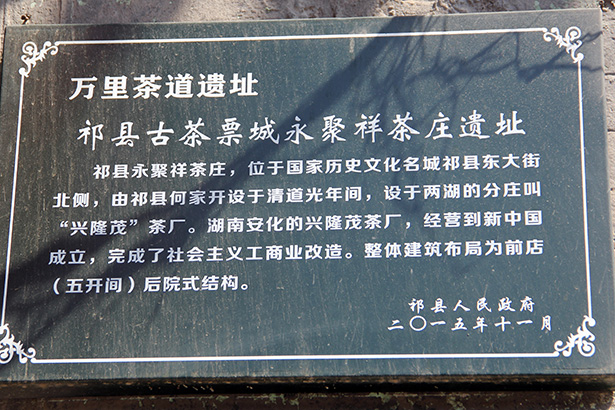 万里茶道遗址
祁县古茶票城永聚祥茶庄遗址
祁县永聚祥茶庄，位于国家历史文化名城祁县东大街
北侧，由祁县何家开设于清道光年间，设于两湖的分庄叫
“兴隆茂”茶厂。湖南安化的兴隆茂茶厂，经营到新中国
成立，完成了社会主义工商业改造。整体建筑布局为前店
（五开间）后院式结构。
祁县人民政府
二〇一五年十一月